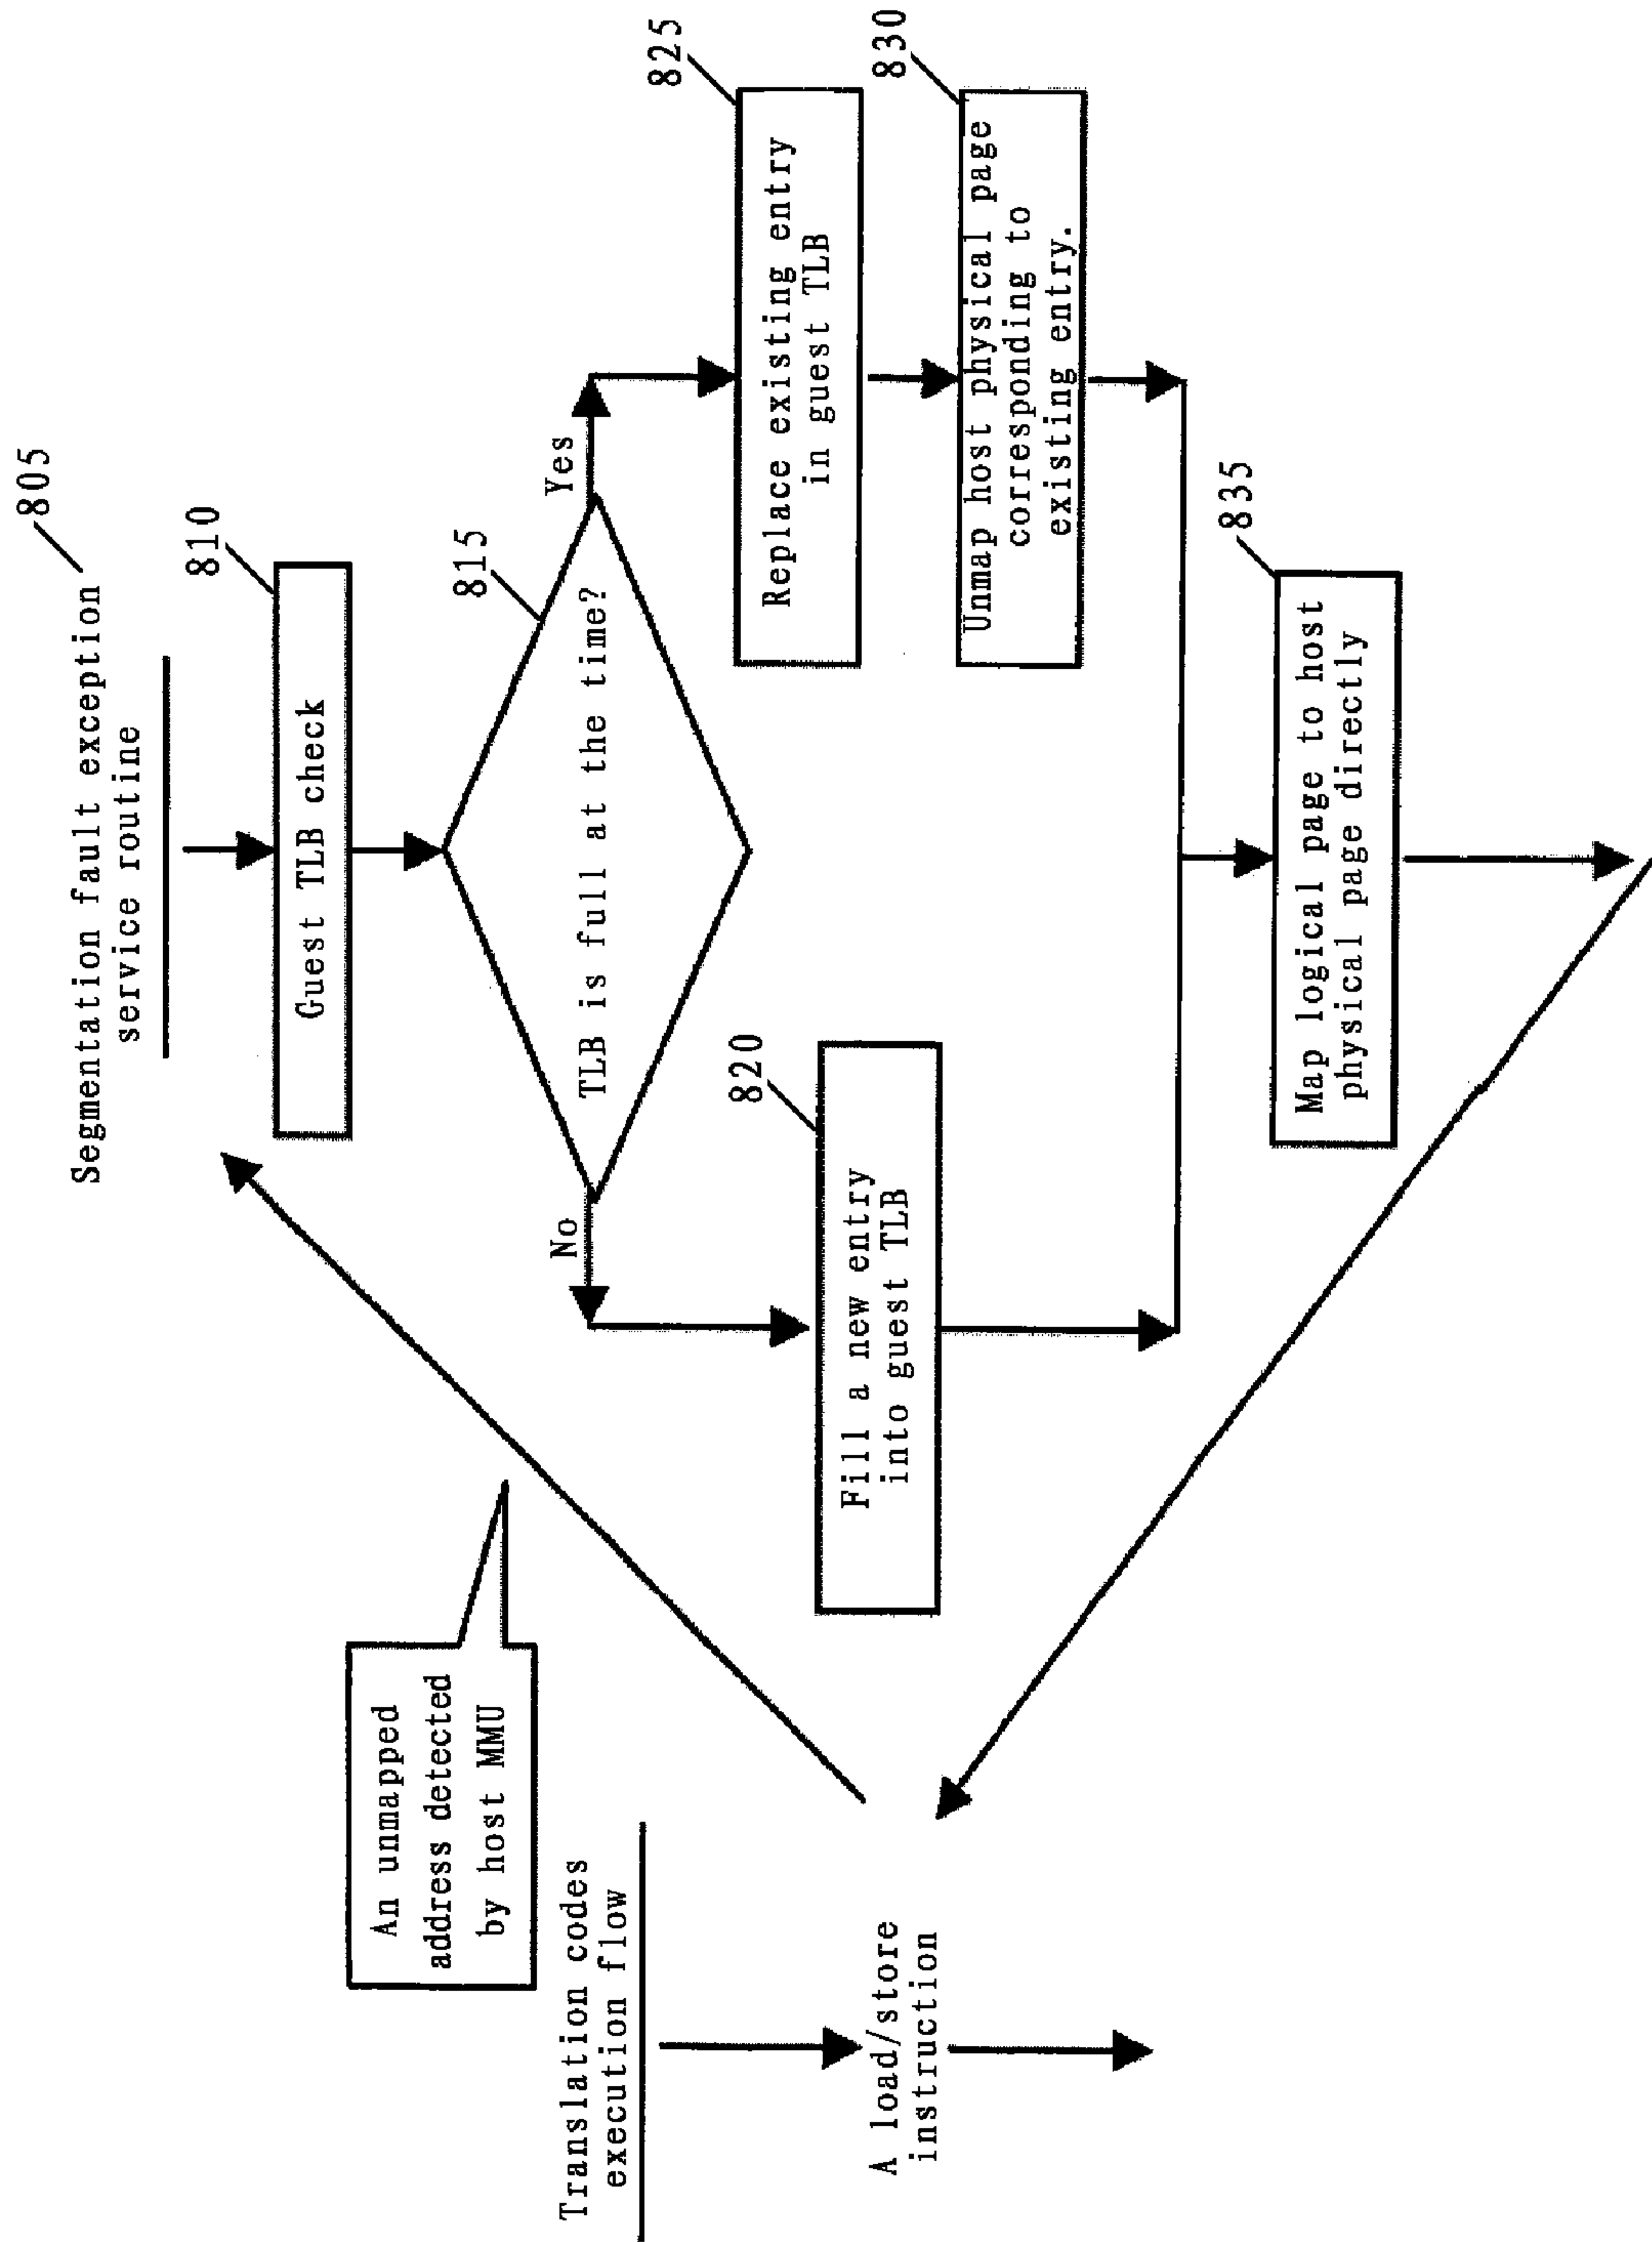 Segmentation fault exception
service routine
805
810
Guest TLB check
815
TLB is full at the time?
Yes
No
An unmapped
address detected
by host MMU
Translation codes
execution flow
A load/store
instruction
820
Fill a new entry
into guest TLB
825
Replace existing entry
in guest TLB
830
Unmap host physical page
corresponding to
existing entry.
835
Map logical page to host
physical page directly